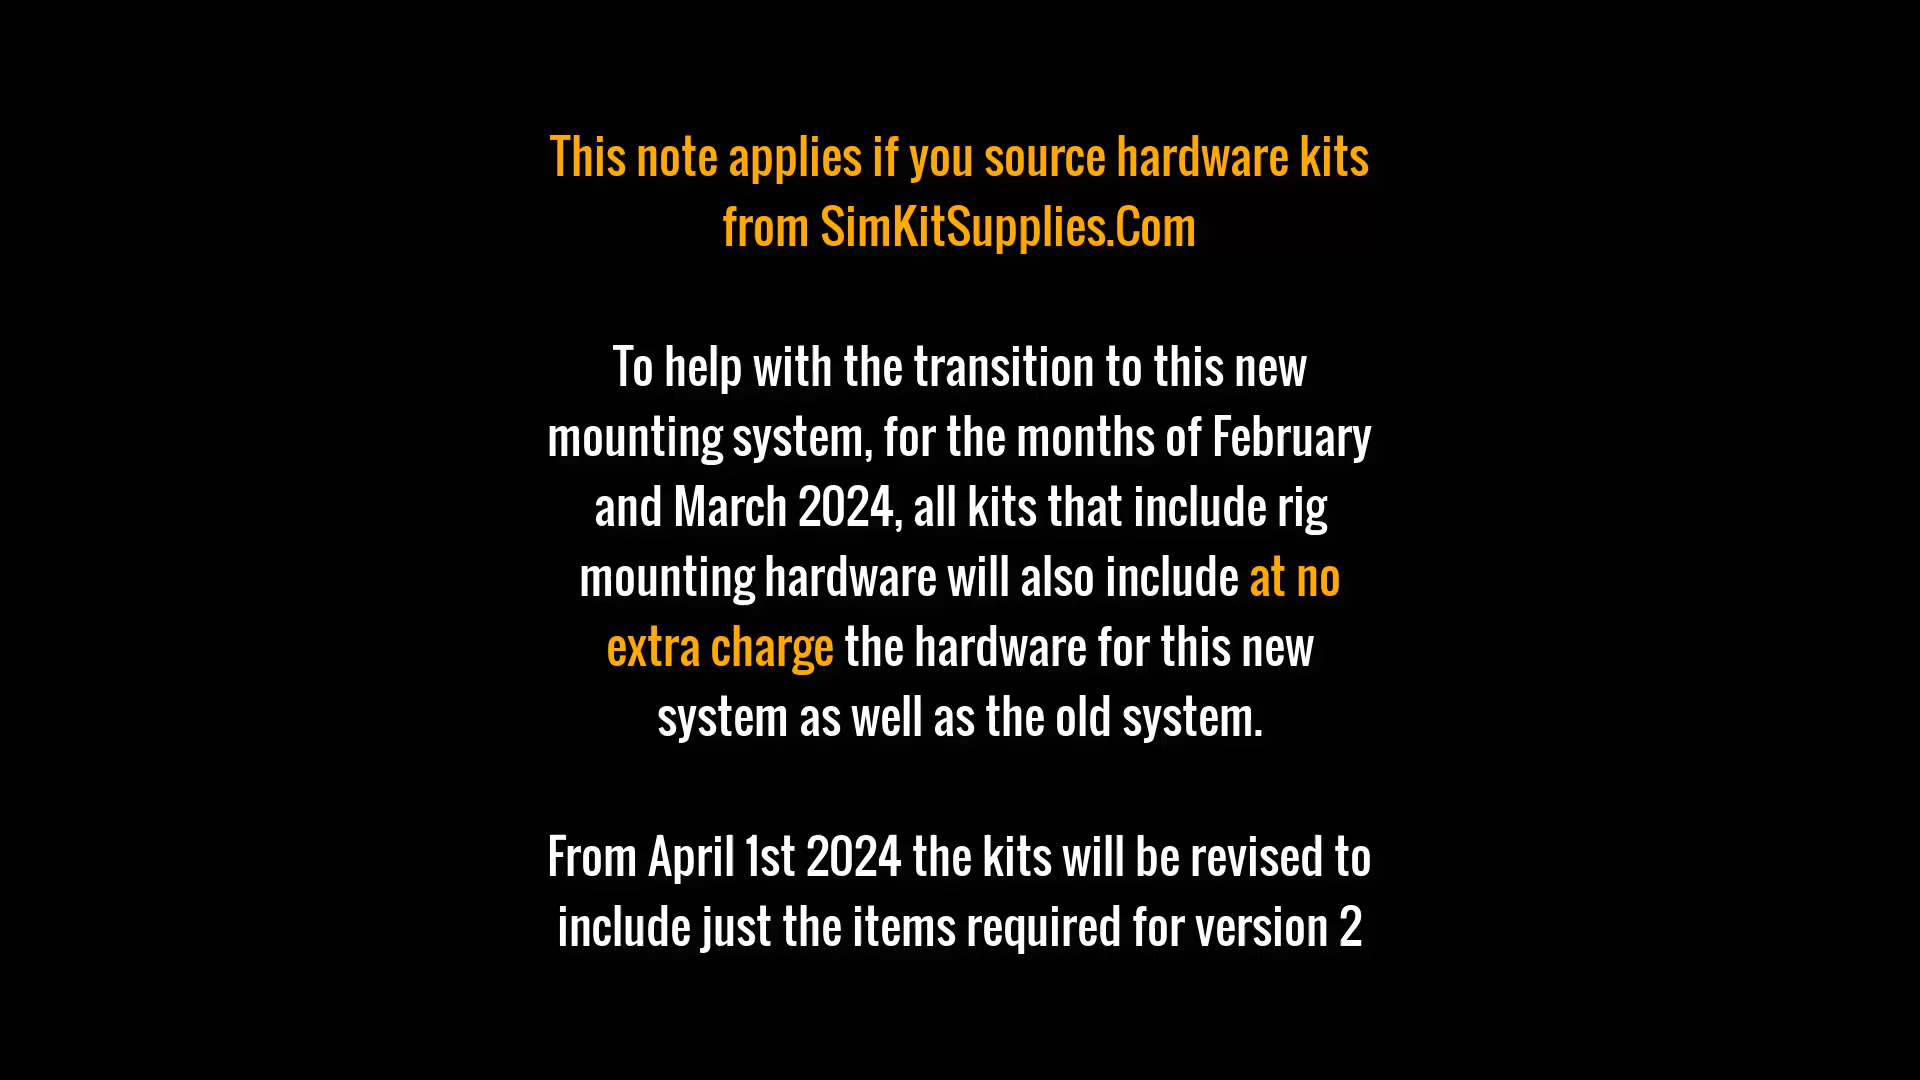 This note applies if you source hardware kits
from SimKitSupplies.Com
To help with the transition to this new
mounting system, for the months of February
and March 2024, all kits that include rig
mounting hardware will also include at no
extra charge the hardware for this new
system as well as the old system.
From April 1st 2024 the kits will be revised to
include just the items required for version 2